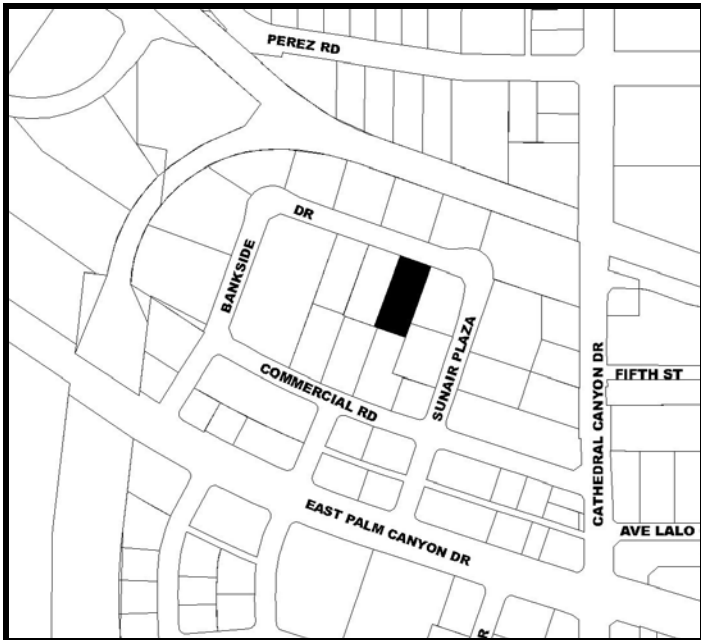 PEREZ RD
DR
BANKSIDE
SUNAIR PLAZA
COMMERCIAL RD
CATHEDRAL CANYON DR
FIFTH ST
EAST PALM CANYON DR
AVE LALO
R